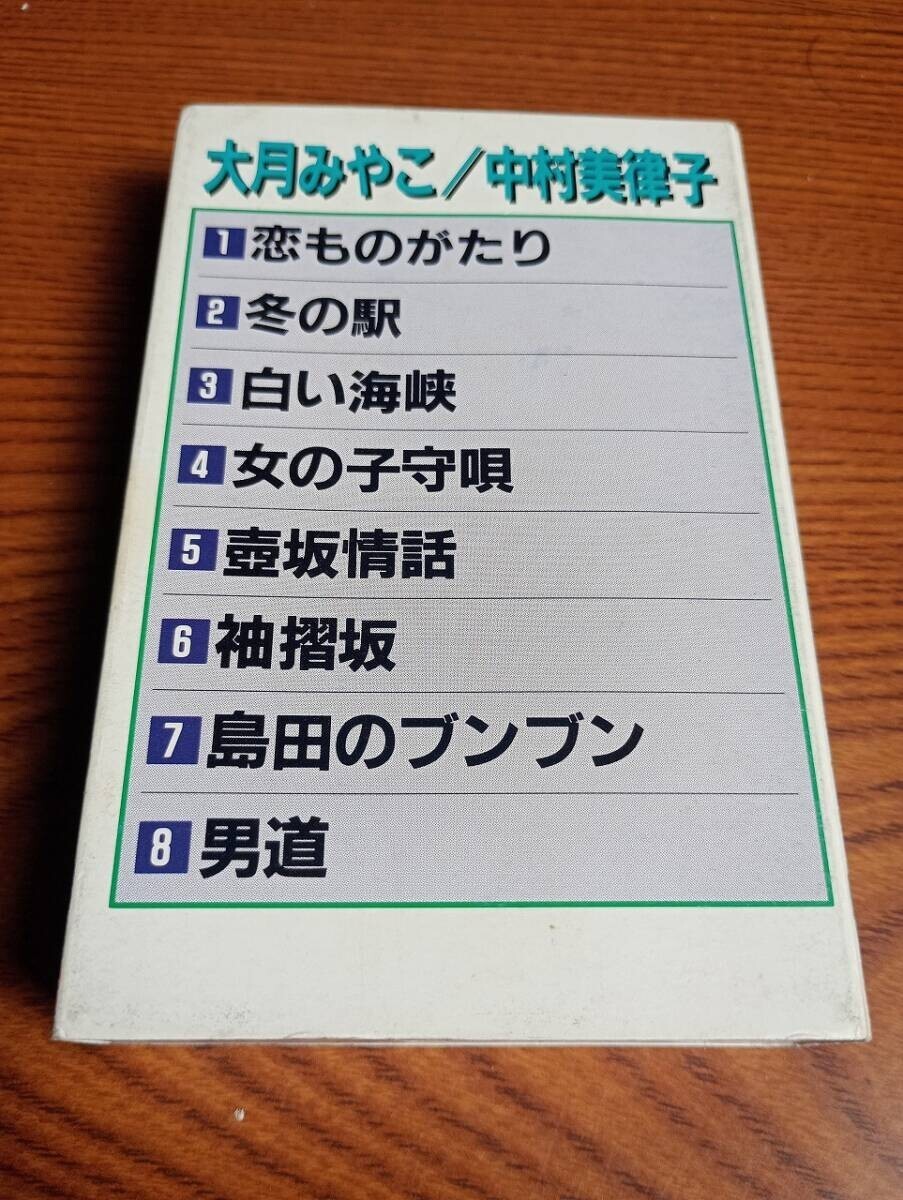 大月みやこ／中村美律子
1 恋ものがたり
2 冬の駅
3 白い海峡
4 女の子守唄
5 壺坂情話
6 袖摺坂
7 島田のブンブン
8 男道